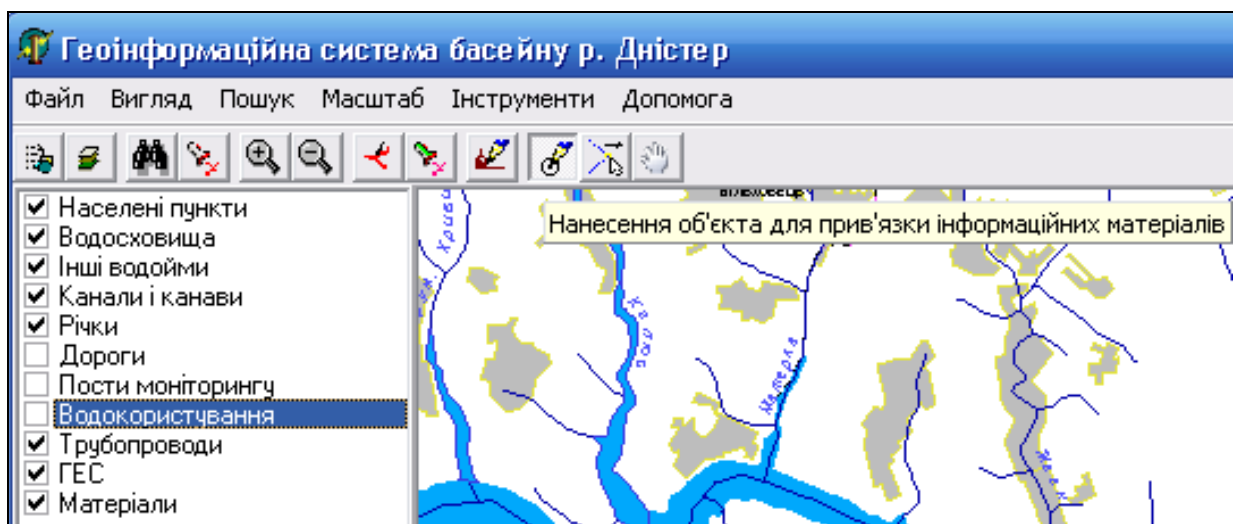 Геоінформаційна система басейну р. Дністер
Файл Вигляд Пошук Масштаб Інструменти Допомога
Нанесення об'єкта для прив'язки інформаційних матеріалів
Населені пункти
Водосховища
Інші водойми
Канали і канави
Річки
Дороги
Пости моніторингу
Водокористування
Трубопроводи
ГЕС
Матеріали